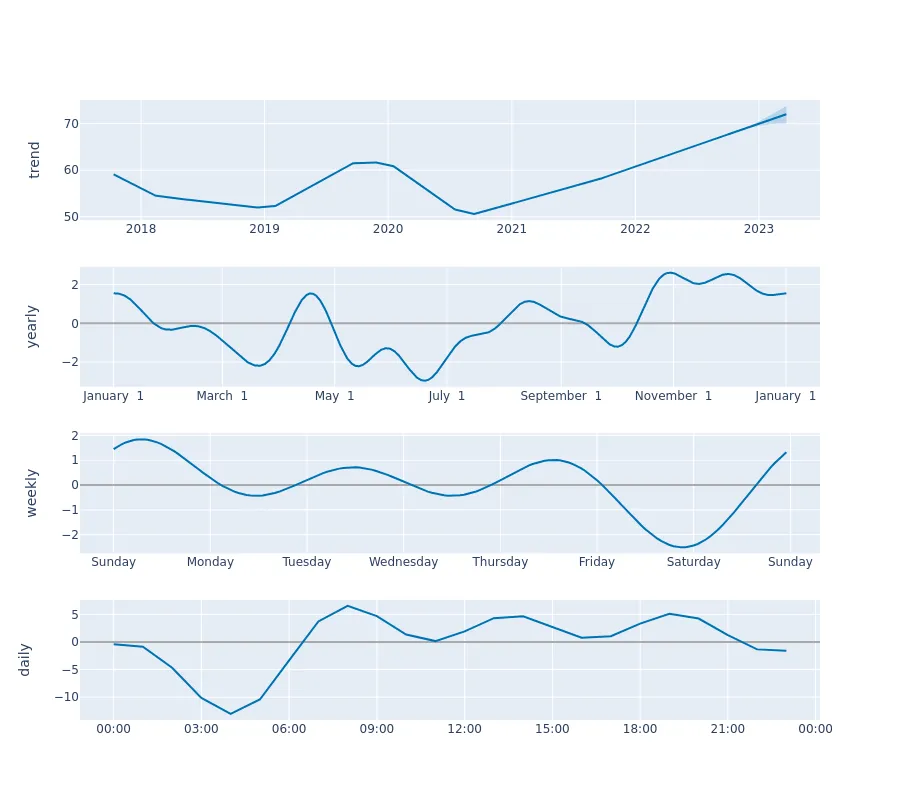 trend
70
60
50
2018 2019 2020 2021 2022 2023
yearly
2
0
−2
January 1 March 1 May 1 July 1 September 1 November 1 January 1
weekly
2
1
0
−1
−2
Sunday Monday Tuesday Wednesday Thursday Friday Saturday Sunday
daily
5
0
−5
−10
00:00 03:00 06:00 09:00 12:00 15:00 18:00 21:00 00:00